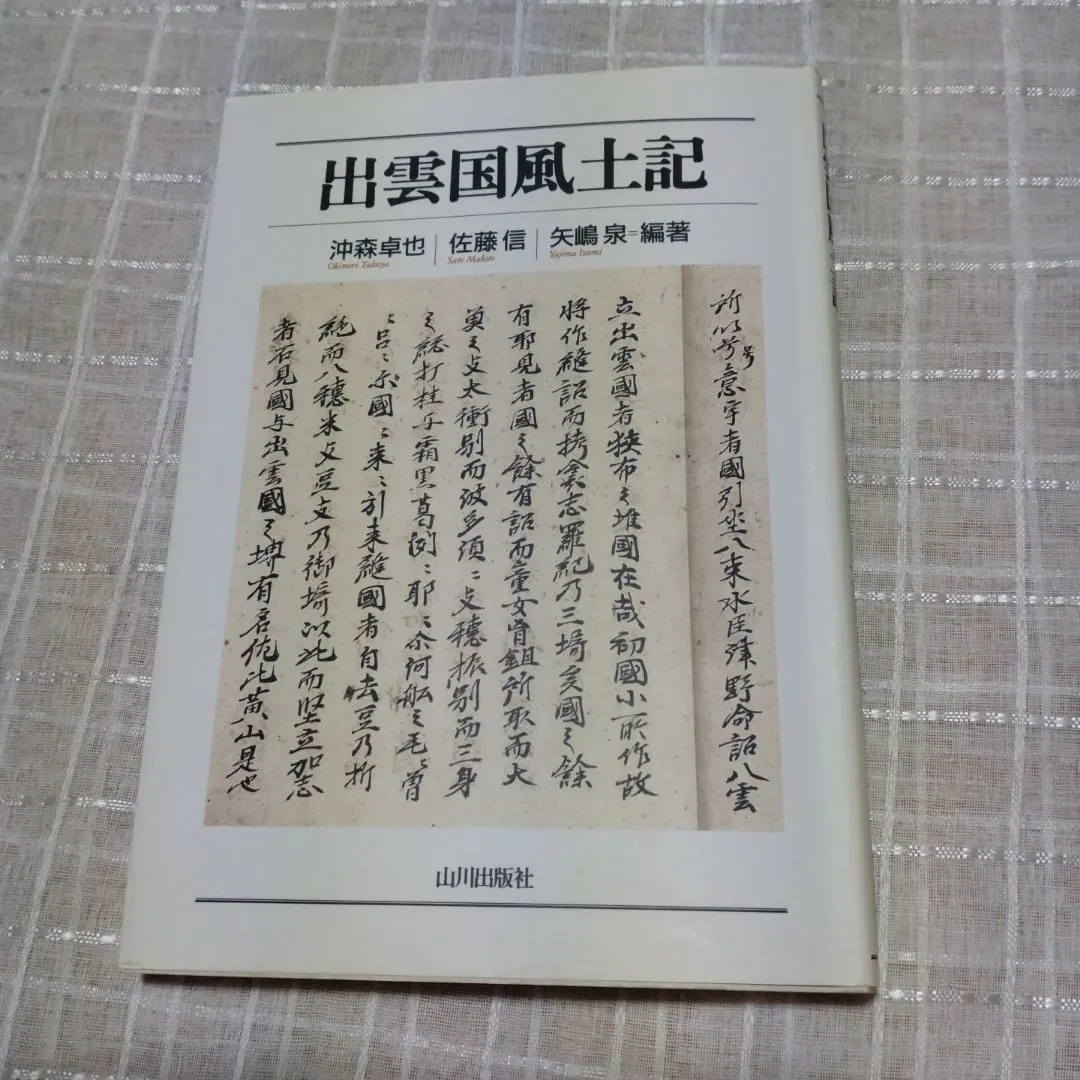 出雲国風土記
沖森卓也 佐藤 信 矢嶋 泉=編著
Okimori Takuya Sato Makoto Yajima Izumi
所以号意宇者國引坐八束水臣津野命詔八雲
号
立出雲國者狭布之堆國在哉初國小所作故
将作縫詔而栲衾志羅紀乃三埼矣國之餘
有耶見者國之餘有詔而童女胷鉏所取而大
魚之支太衝別而波多須々支穂振別而三身
之綛打挂而霜黒葛例々耶々尓河舩之毛々曽
々呂々尓國々来々引来縫國者自去豆乃折
絶而八穂米支豆支乃御埼以此而堅立加志
者石見國与出雲國之堺有名佐比賣山是也
山川出版社